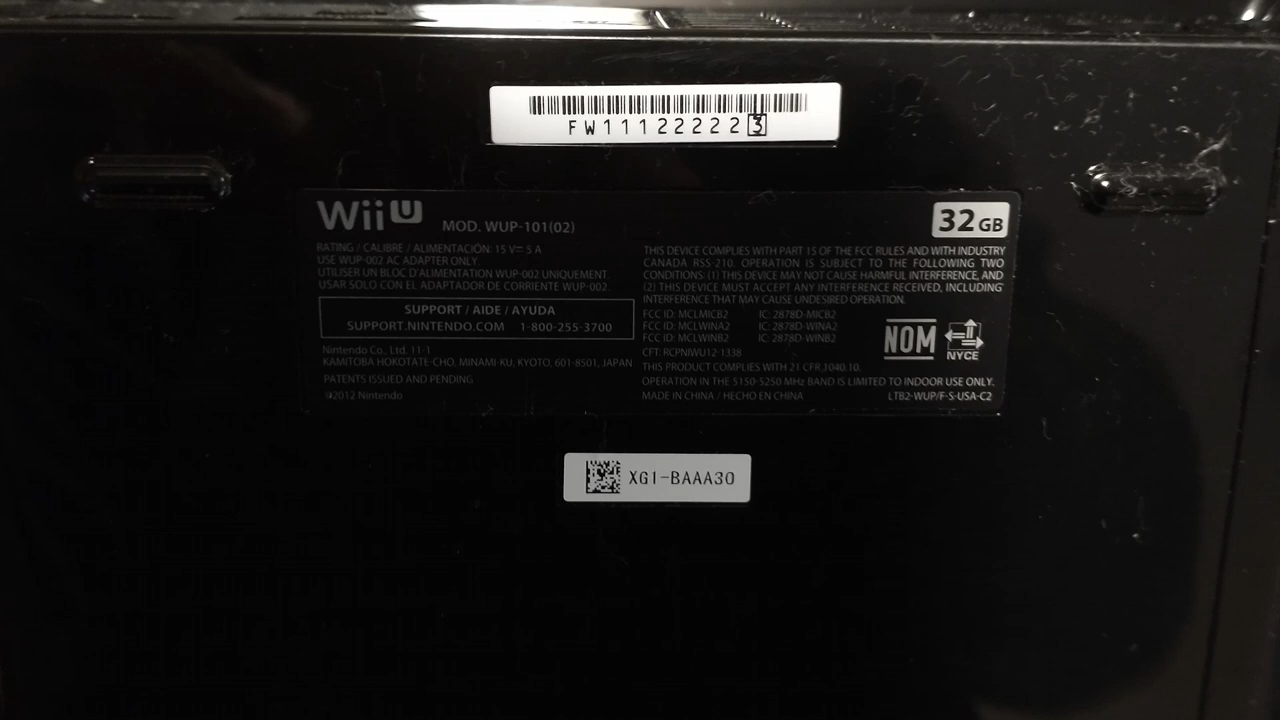 FW111222223
Wii U MOD. WUP-101(02)
32 GB
RATING / CALIBRE / ALIMENTACIÓN: 15 V⎓ 5 A
USE WUP-002 AC ADAPTER ONLY.
UTILISER UN BLOC D'ALIMENTATION WUP-002 UNIQUEMENT.
USAR SOLO CON EL ADAPTADOR DE CORRIENTE WUP-002.
SUPPORT / AIDE / AYUDA
SUPPORT.NINTENDO.COM 1-800-255-3700
Nintendo Co., Ltd. 11-1
KAMITOBA HOKOTATE-CHO, MINAMI-KU, KYOTO, 601-8501, JAPAN
PATENTS ISSUED AND PENDING
©2012 Nintendo
THIS DEVICE COMPLIES WITH PART 15 OF THE FCC RULES AND WITH INDUSTRY
CANADA RSS-210. OPERATION IS SUBJECT TO THE FOLLOWING TWO
CONDITIONS: (1) THIS DEVICE MAY NOT CAUSE HARMFUL INTERFERENCE, AND
(2) THIS DEVICE MUST ACCEPT ANY INTERFERENCE RECEIVED, INCLUDING
INTERFERENCE THAT MAY CAUSE UNDESIRED OPERATION.
FCC ID: MCLMICB2 IC: 2878D-MICB2
FCC ID: MCLWINA2 IC: 2878D-WINA2
FCC ID: MCLWINB2 IC: 2878D-WINB2
CFT: RCPNIWU12-1338
NOM
NYCE
THIS PRODUCT COMPLIES WITH 21 CFR 1040.10.
OPERATION IN THE 5150-5250 MHz BAND IS LIMITED TO INDOOR USE ONLY.
MADE IN CHINA / HECHO EN CHINA LTB2-WUP/F-S-USA-C2
XG1-BAAA30